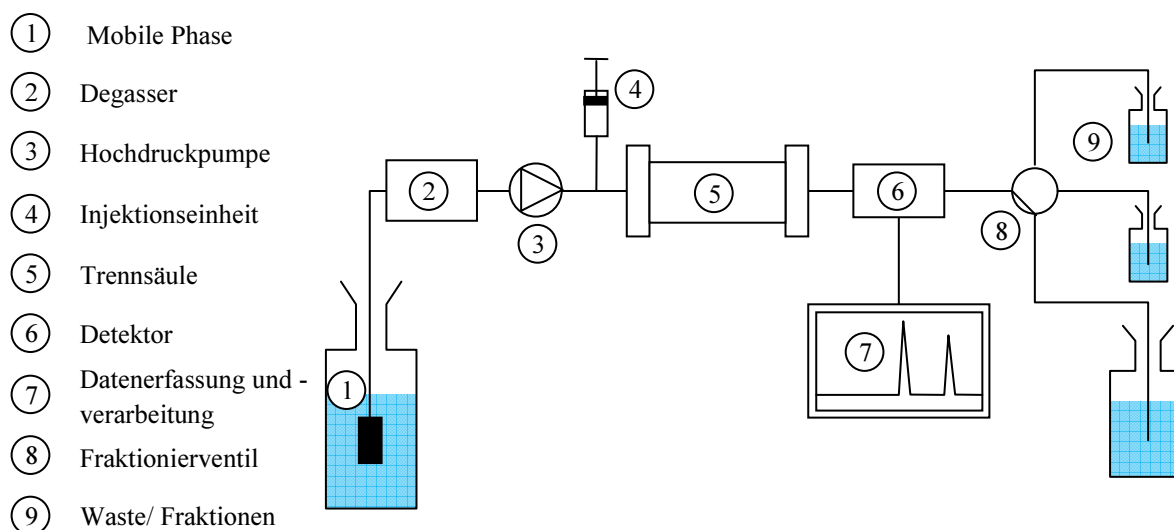 1 Mobile Phase
2 Degasser
3 Hochdruckpumpe
4 Injektionseinheit
5 Trennsäule
6 Detektor
7 Datenerfassung und -
verarbeitung
8 Fraktionierventil
9 Waste/ Fraktionen
1
2
3
4
5
6
7
8
9